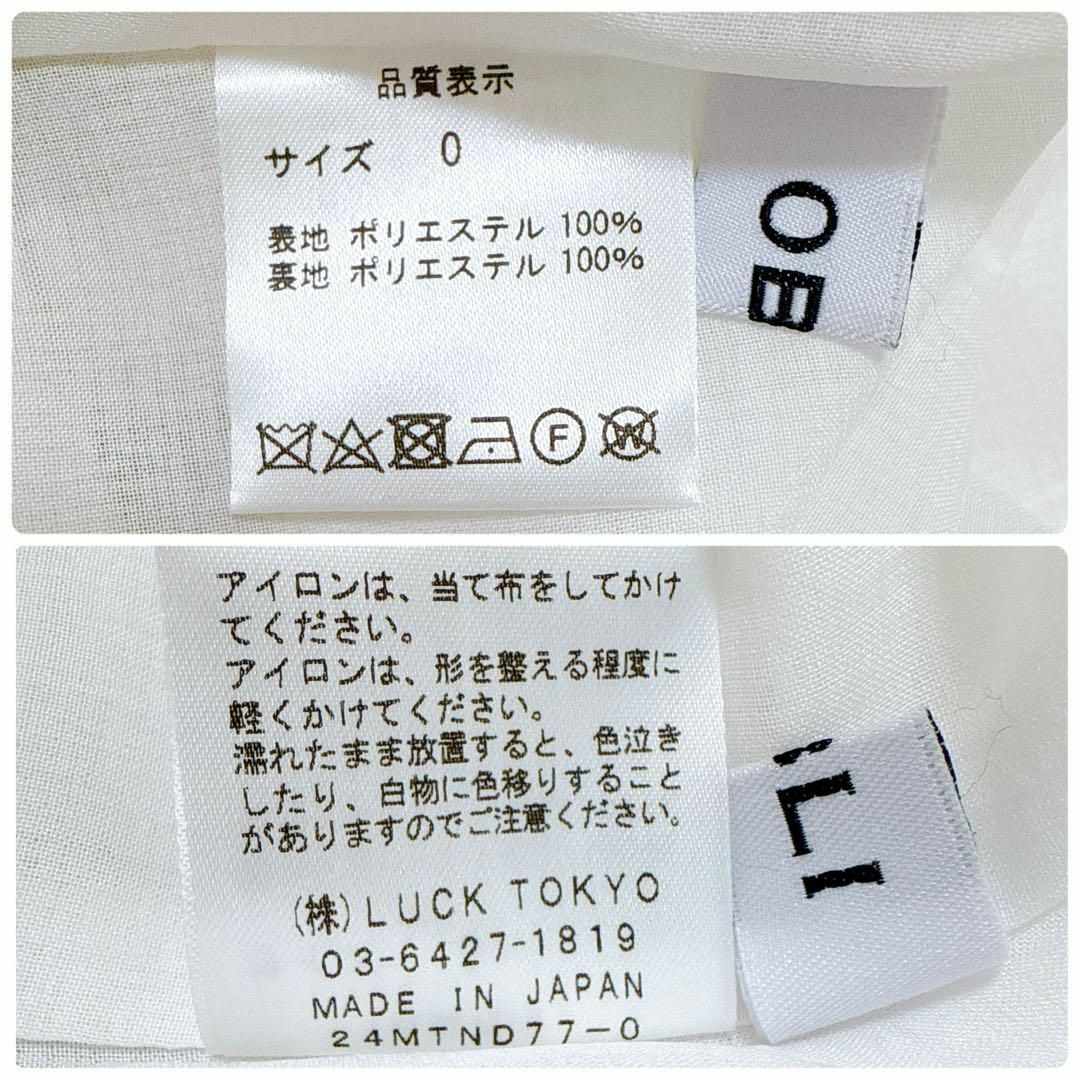 品質表示
サイズ 0
表地 ポリエステル 100%
裏地 ポリエステル 100%
F
W
OB
アイロンは、当て布をしてかけ
てください。
アイロンは、形を整える程度に
軽くかけてください。
濡れたまま放置すると、色泣き
したり、白物に色移りすること
がありますのでご注意ください。
(株)LUCK TOKYO
03-6427-1819
MADE IN JAPAN
24MTND77-0
LI